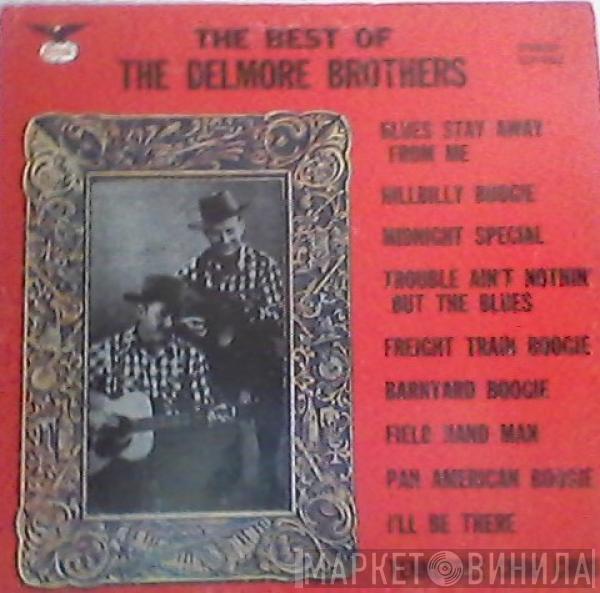 THE BEST OF
THE DELMORE BROTHERS
BLUES STAY AWAY
FROM ME
HILLBILLY BOOGIE
MIDNIGHT SPECIAL
TROUBLE AIN'T NOTHIN'
BUT THE BLUES
FREIGHT TRAIN BOOGIE
BARNYARD BOOGIE
FIELD HAND MAN
PAN AMERICAN BOOGIE
I'LL BE THERE
МАРКЕТ ВИНИЛА